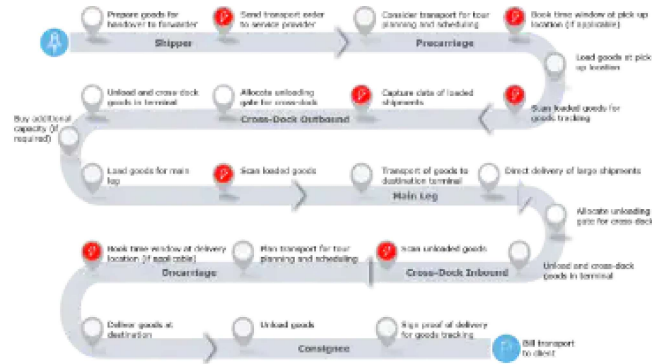 Prepare goods for
handover to forwarder
Send transport order
to service provider
Consider transport for tour
planning and scheduling
Book time window at pick up
location (if applicable)
Shipper
Precarriage
Load goods at pick
up location
Unload and cross-dock
goods in terminal
Allocate unloading
gate for cross-dock
Capture data of loaded
shipments
Scan loaded goods for
goods tracking
Cross-Dock Outbound
Buy additional
capacity (if
required)
Load goods for main
leg
Scan loaded goods
Transport of goods to
destination terminal
Direct delivery of large shipments
Main Leg
Allocate unloading
gate for cross-dock
Book time window at delivery
location (if applicable)
Plan transport for tour
planning and scheduling
Scan unloaded goods
Unload and cross-dock
goods in terminal
Oncarriage
Cross-Dock Inbound
Deliver goods at
destination
Unload goods
Sign proof of delivery
for goods tracking
Bill transport
to client
Consignee